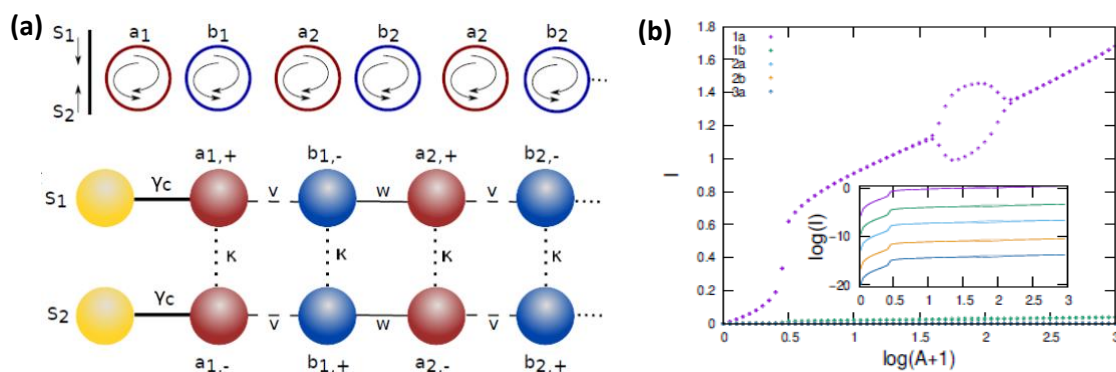 (a)
S1 a1 b1 a2 b2 a2 b2
S2
a1,+ b1,- a2,+ b2,-
S1 γc v w v
κ κ κ κ
S2 γc v w v
a1,- b1,+ a2,- b2,+
(b)
1.8
1.6
1.4
1.2
1
0.8
0.6
0.4
0.2
0
I
1a
1b
2a
2b
3a
0
-10
-20
log(I)
0 0.5 1 1.5 2 2.5 3
0 0.5 1 1.5 2 2.5 3
log(A+1)